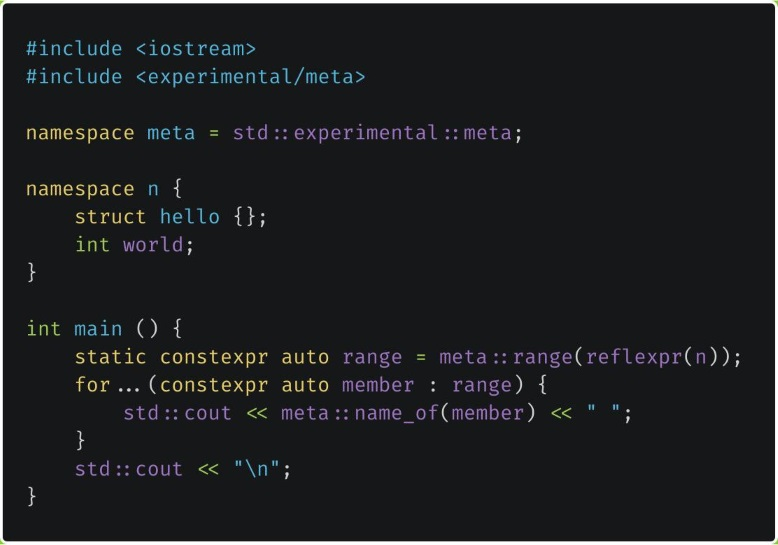 #include <iostream>
#include <experimental/meta>

namespace meta = std::experimental::meta;

namespace n {
    struct hello {};
    int world;
}

int main () {
    static constexpr auto range = meta::range(reflexpr(n));
    for...(constexpr auto member : range) {
        std::cout << meta::name_of(member) << " ";
    }
    std::cout << "\n";
}